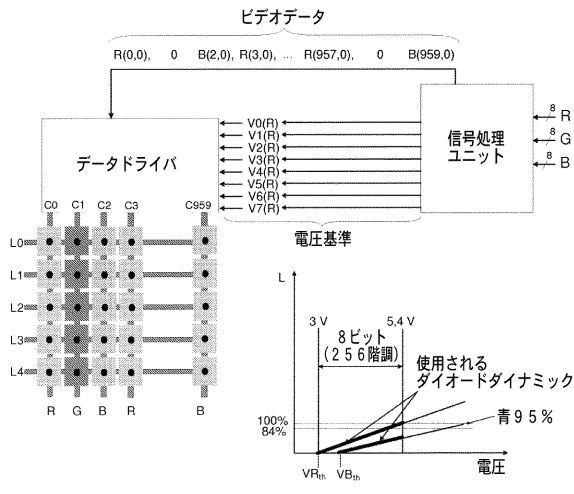 ビデオデータ
R(0,0), 0 B(2,0), R(3,0), ... R(957,0), 0 B(959,0)
データドライバ
V0(R)
V1(R)
V2(R)
V3(R)
V4(R)
V5(R)
V6(R)
V7(R)
電圧基準
信号処理
ユニット
8 R
8 G
8 B
C0 C1 C2 C3 C959
L0
L1
L2
L3
L4
R G B R B
L
3 V 5,4 V
8ビット
(256階調)
使用される
ダイオードダイナミック
100%
84%
青95%
電圧
VRth VBth